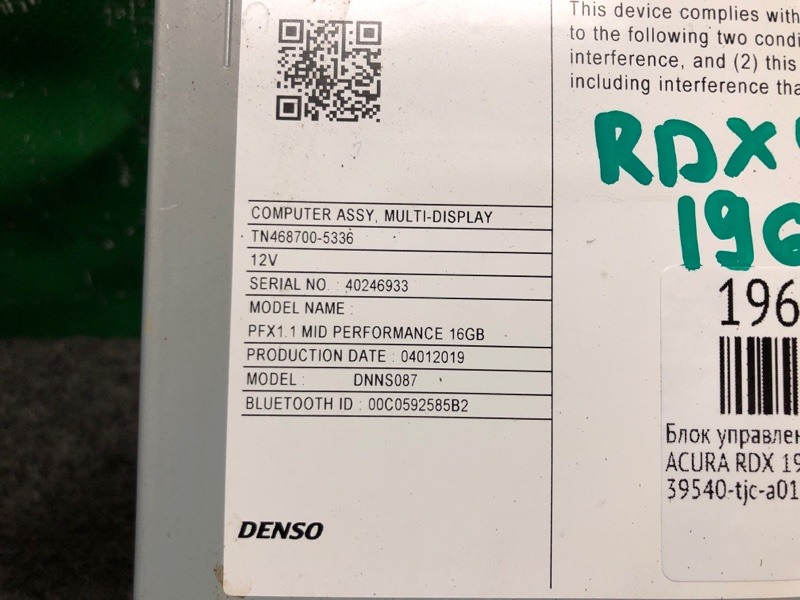 This device complies with
to the following two condi
interference, and (2) this
including interference tha
RDX
196
COMPUTER ASSY, MULTI-DISPLAY
TN468700-5336
12V
SERIAL NO. : 40246933
MODEL NAME :
PFX1.1 MID PERFORMANCE 16GB
PRODUCTION DATE : 04012019
MODEL : DNNS087
BLUETOOTH ID : 00C0592585B2
DENSO
196
Блок управлен
ACURA RDX 19
39540-tjc-a01